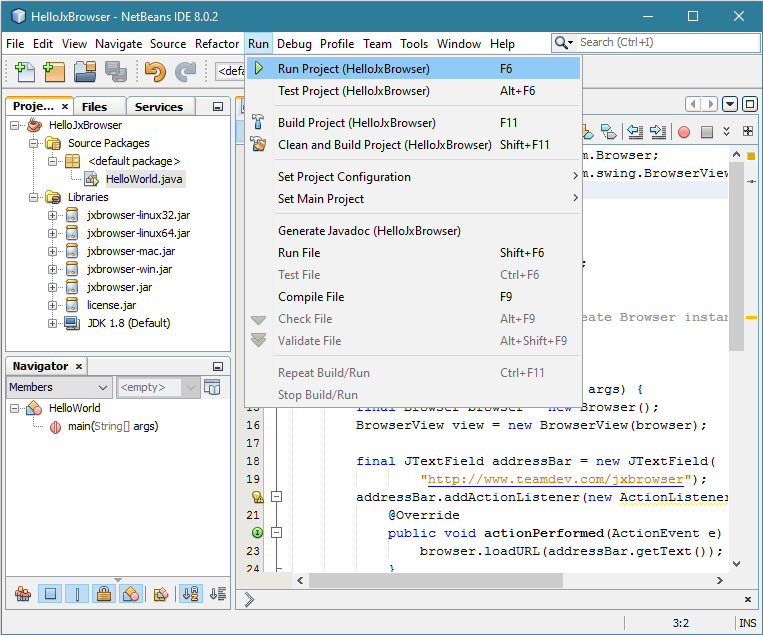 HelloJxBrowser - NetBeans IDE 8.0.2
File Edit View Navigate Source Refactor Run Debug Profile Team Tools Window Help
Search (Ctrl+I)
<defa
Run Project (HelloJxBrowser) F6
Test Project (HelloJxBrowser) Alt+F6
Build Project (HelloJxBrowser) F11
Clean and Build Project (HelloJxBrowser) Shift+F11
Set Project Configuration
Set Main Project
Generate Javadoc (HelloJxBrowser)
Run File Shift+F6
Test File Ctrl+F6
Compile File F9
Check File Alt+F9
Validate File Alt+Shift+F9
Repeat Build/Run Ctrl+F11
Stop Build/Run
Proje... × Files Services
HelloJxBrowser
Source Packages
<default package>
HelloWorld.java
Libraries
jxbrowser-linux32.jar
jxbrowser-linux64.jar
jxbrowser-mac.jar
jxbrowser-win.jar
jxbrowser.jar
license.jar
JDK 1.8 (Default)
Navigator ×
Members <empty>
HelloWorld
main(String[] args)
m.Browser;
m.swing.BrowserView
;
eate Browser instan
args) {
15 final Browser browser = new Browser();
16 BrowserView view = new BrowserView(browser);
17
18 final JTextField addressBar = new JTextField(
19 "http://www.teamdev.com/jxbrowser");
addressBar.addActionListener(new ActionListener
21 @Override
public void actionPerformed(ActionEvent e)
23 browser.loadURL(addressBar.getText());
24 }
3:2 INS